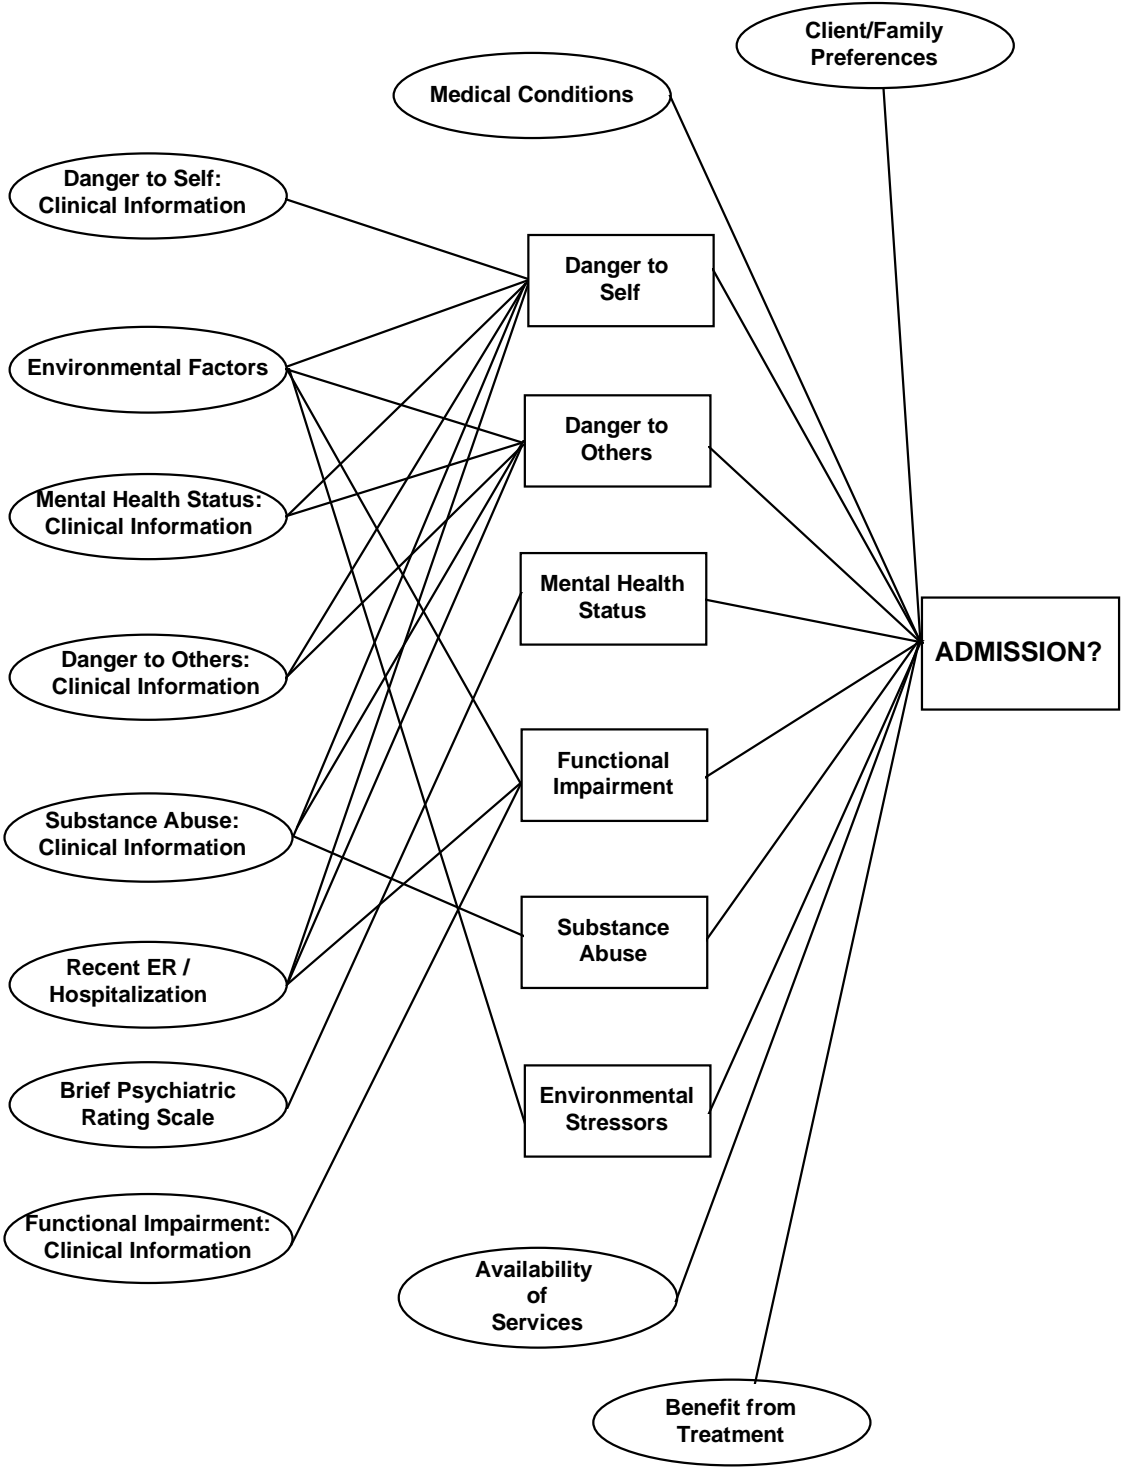 Client/Family
Preferences
Medical Conditions
Danger to Self:
Clinical Information
Danger to
Self
Environmental Factors
Danger to
Others
Mental Health Status:
Clinical Information
Mental Health
Status
ADMISSION?
Danger to Others:
Clinical Information
Functional
Impairment
Substance Abuse:
Clinical Information
Substance
Abuse
Recent ER /
Hospitalization
Brief Psychiatric
Rating Scale
Environmental
Stressors
Functional Impairment:
Clinical Information
Availability
of
Services
Benefit from
Treatment